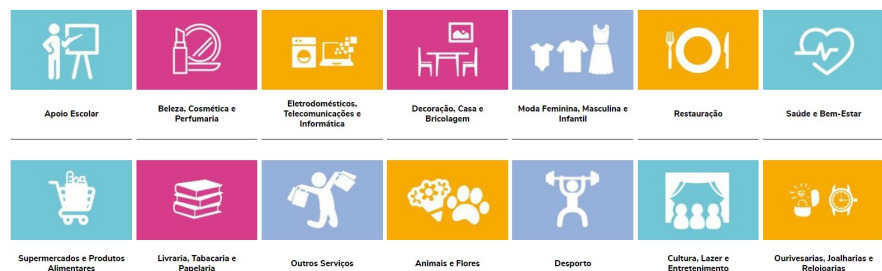 Apoio Escolar
Beleza, Cosmética e
Perfumaria
Eletrodomésticos,
Telecomunicações e
Informática
Decoração, Casa e
Bricolagem
Moda Feminina, Masculina e
Infantil
Restauração
Saúde e Bem-Estar
Supermercados e Produtos
Alimentares
Livraria, Tabacaria e
Papelaria
Outros Serviços
Animais e Flores
Desporto
Cultura, Lazer e
Entretenimento
Ourivesarias, Joalharias e
Relojoarias